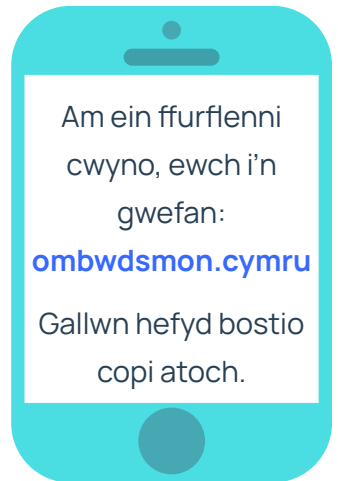 Am ein ffurflenni
cwyno, ewch i’n
gwefan:
ombwdsmon.cymru
Gallwn hefyd bostio
copi atoch.